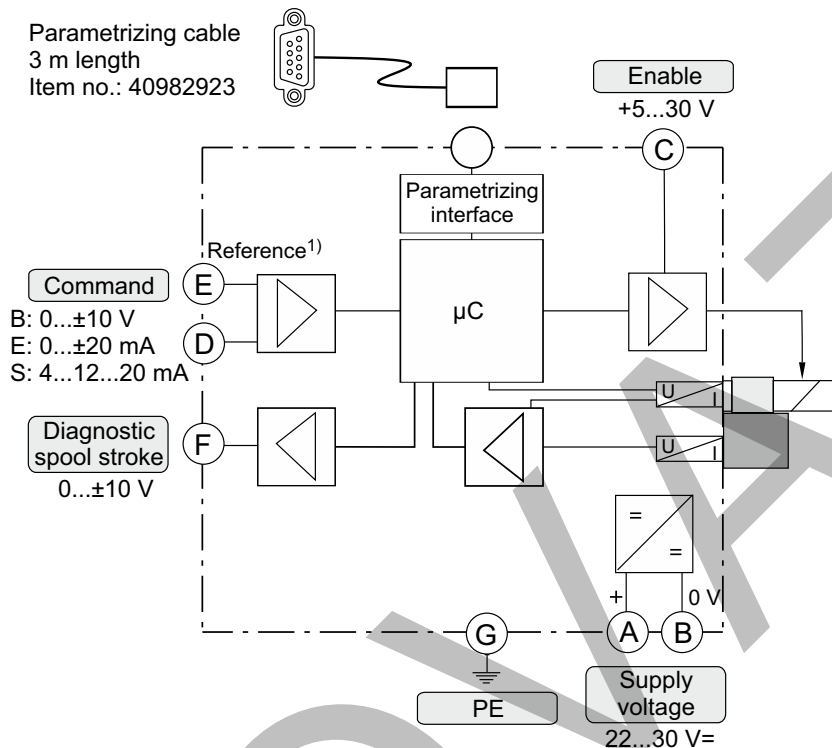 Parametrizing cable
3 m length
Item no.: 40982923
Enable
+5...30 V
C
Parametrizing
interface
Reference1)
Command
E
B: 0...±10 V
E: 0...±20 mA
S: 4...12...20 mA
D
µC
U
I
Diagnostic
spool stroke
0...±10 V
F
U
I
=
=
+
0 V
G
A
B
PE
Supply
voltage
22...30 V=